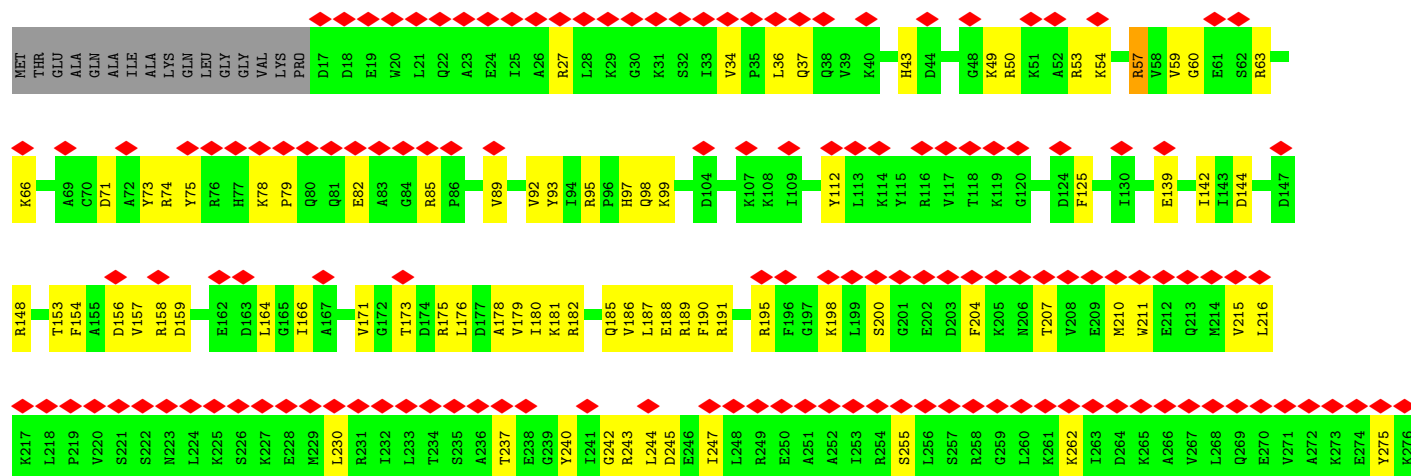 MET THR GLU ALA GLN ALA ILE ALA LYS GLN LEU GLY GLY VAL LYS PRO D17 D18 E19 W20 L21 Q22 A23 E24 I25 A26 R27 L28 K29 G30 K31 S32 I33 V34 P35 L36 Q37 Q38 V39 K40 H43 D44 G48 K49 R50 K51 A52 R53 K54 R57 V58 V59 G60 E61 S62 R63
K66 A69 C70 D71 A72 Y73 R74 Y75 R76 H77 K78 P79 Q80 Q81 E82 A83 G84 R85 P86 V89 V92 Y93 I94 R95 P96 H97 Q98 K99 D104 K107 K108 I109 Y112 L113 K114 Y115 R116 V117 T118 K119 G120 D124 F125 I130 E139 I142 I143 D144 D147
R148 T153 F154 A155 D156 V157 R158 D159 E162 D163 L164 G165 I166 A167 V171 G172 T173 D174 R175 L176 D177 A178 V179 I180 K181 R182 Q185 V186 L187 E188 R189 F190 R191 R195 F196 G197 K198 L199 S200 G201 E202 D203 F204 K205 N206 T207 V208 E209 M210 W211 E212 Q213 M214 V215 L216
K217 L218 P219 V220 S221 S222 N223 L224 K225 S226 K227 E228 M229 L230 R231 I232 L233 T234 S235 A236 T237 E238 G239 Y240 I241 G242 R243 L244 D245 E246 I247 L248 R249 E250 A251 A252 I253 R254 S255 L256 S257 R258 G259 L260 K261 K262 I263 D264 K265 A266 V267 L268 Q269 E270 V271 A272 K273 E274 Y275 K276